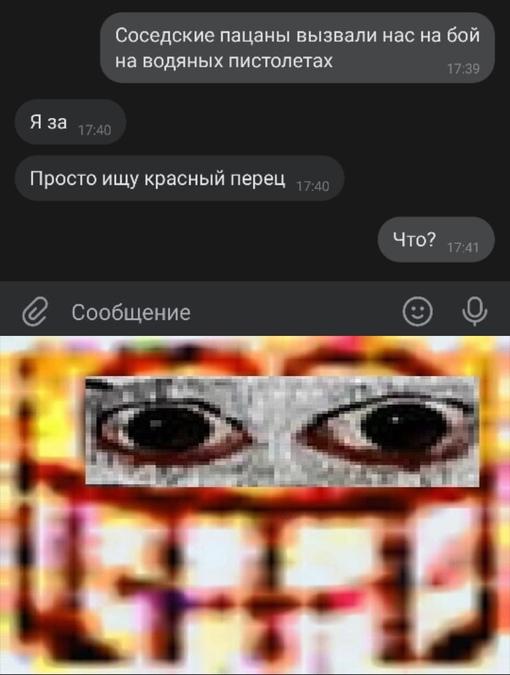 Соседские пацаны вызвали нас на бой
на водяных пистолетах 17:39
Я за 17:40
Просто ищу красный перец 17:40
Что? 17:41
Сообщение